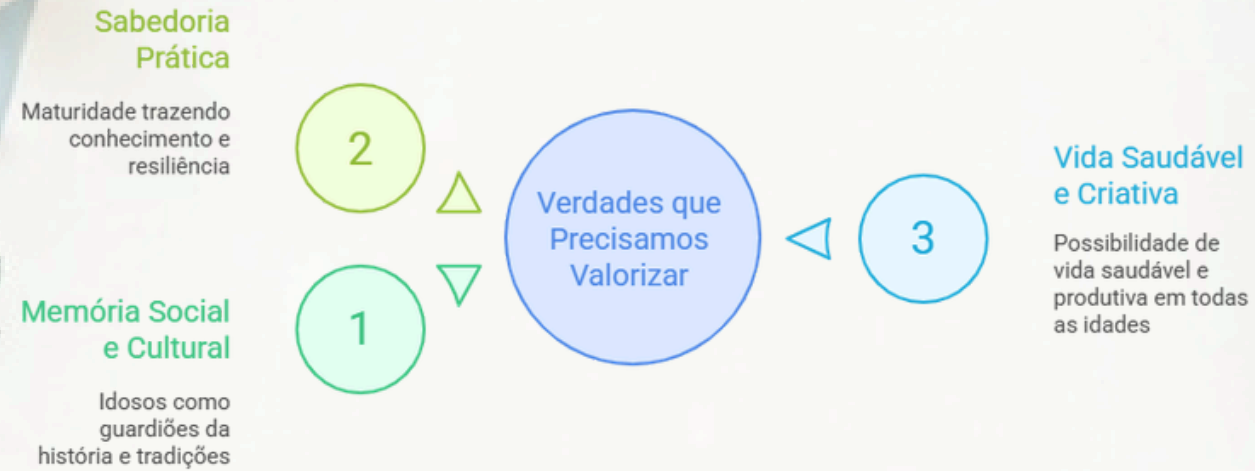 Sabedoria
Prática
Maturidade trazendo
conhecimento e
resiliência
2
Memória Social
e Cultural
Idosos como
guardiões da
história e tradições
1
Verdades que
Precisamos
Valorizar
3
Vida Saudável
e Criativa
Possibilidade de
vida saudável e
produtiva em todas
as idades